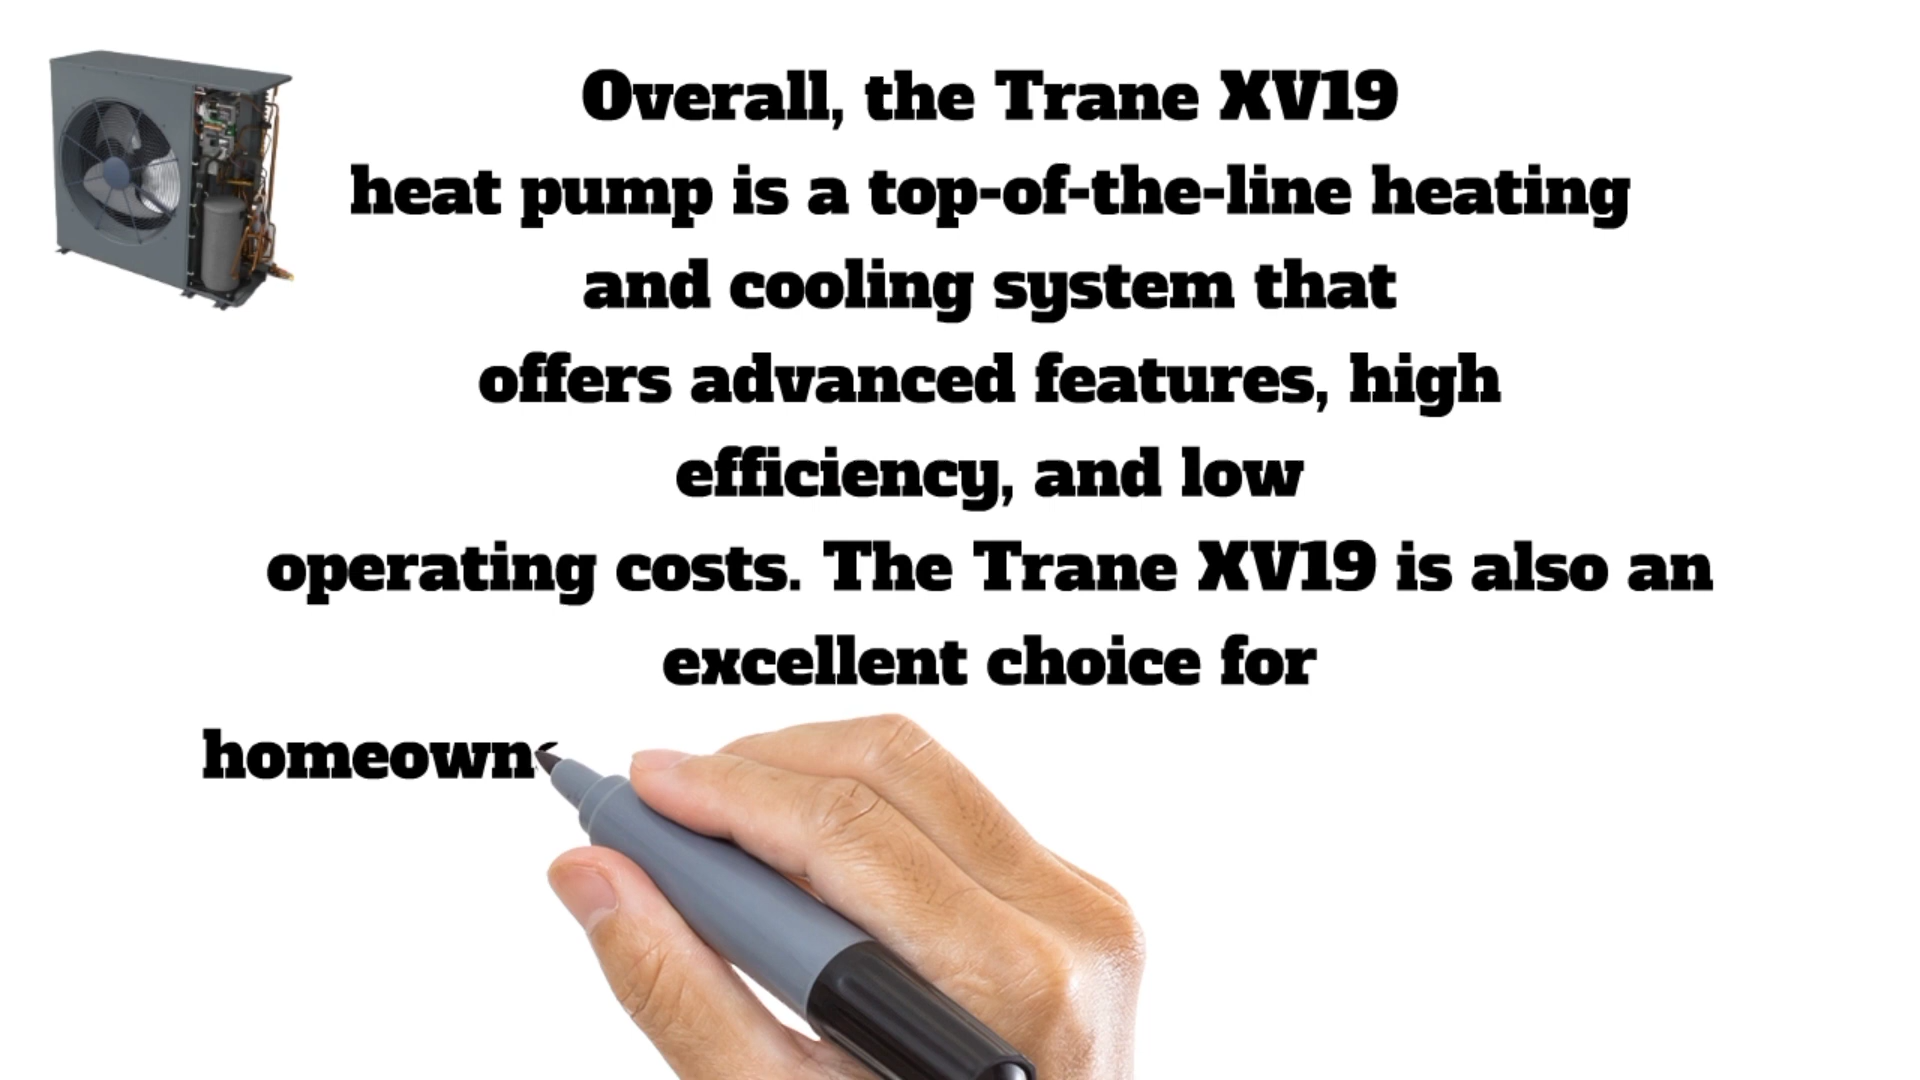 Overall, the Trane XV19
heat pump is a top-of-the-line heating
and cooling system that
offers advanced features, high
efficiency, and low
operating costs. The Trane XV19 is also an
excellent choice for
homeown